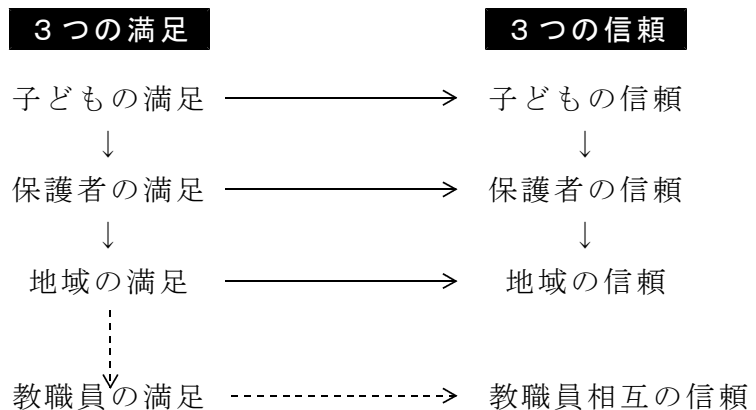 ３つの満足　３つの信頼
子どもの満足　子どもの信頼
↓　↓
保護者の満足　保護者の信頼
↓　↓
地域の満足　地域の信頼
教職員の満足　教職員相互の信頼